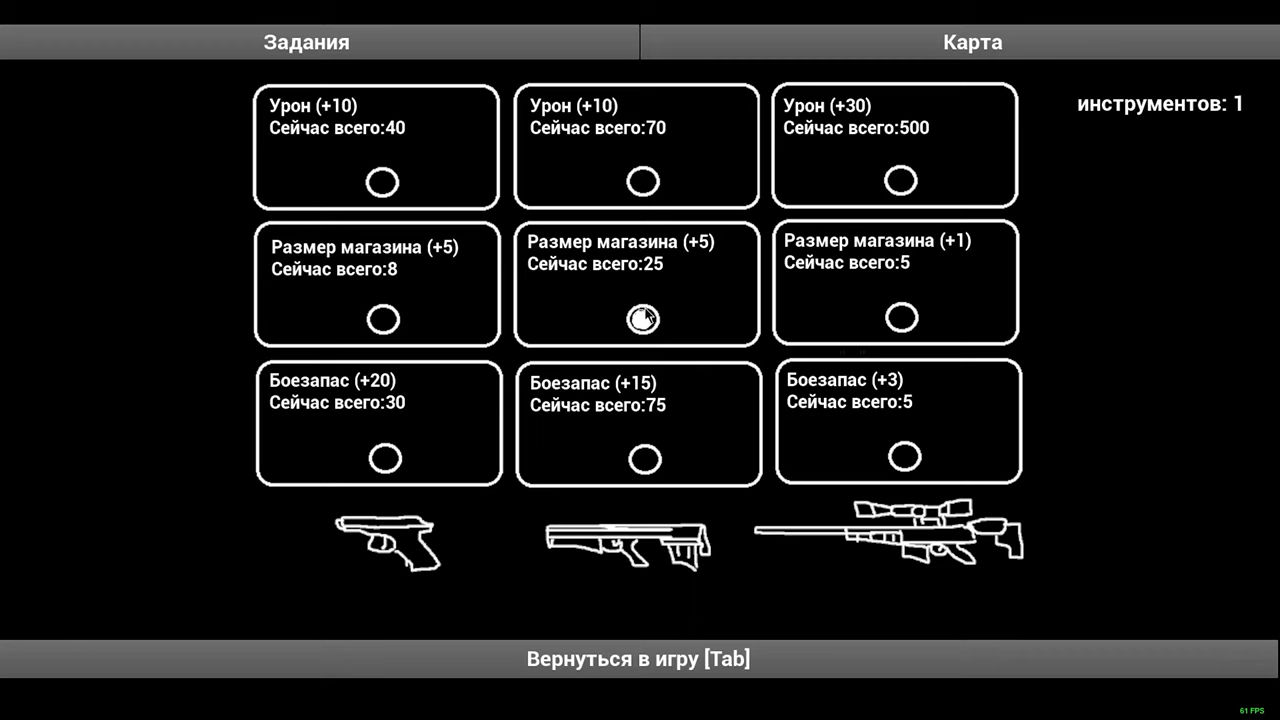 Задания
Карта
инструментов: 1
Урон (+10)
Сейчас всего:40
Урон (+10)
Сейчас всего:70
Урон (+30)
Сейчас всего:500
Размер магазина (+5)
Сейчас всего:8
Размер магазина (+5)
Сейчас всего:25
Размер магазина (+1)
Сейчас всего:5
Боезапас (+20)
Сейчас всего:30
Боезапас (+15)
Сейчас всего:75
Боезапас (+3)
Сейчас всего:5
Вернуться в игру [Tab]
61 FPS